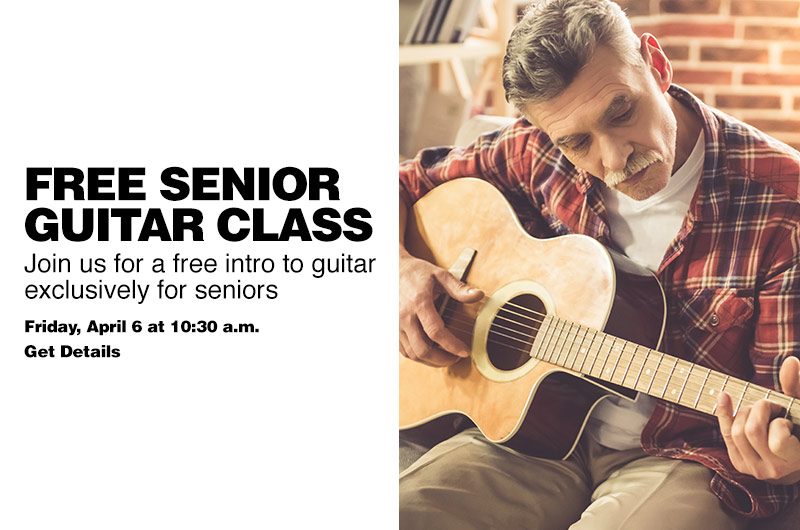 FREE SENIOR
GUITAR CLASS
Join us for a free intro to guitar
exclusively for seniors
Friday, April 6 at 10:30 a.m.
Get Details